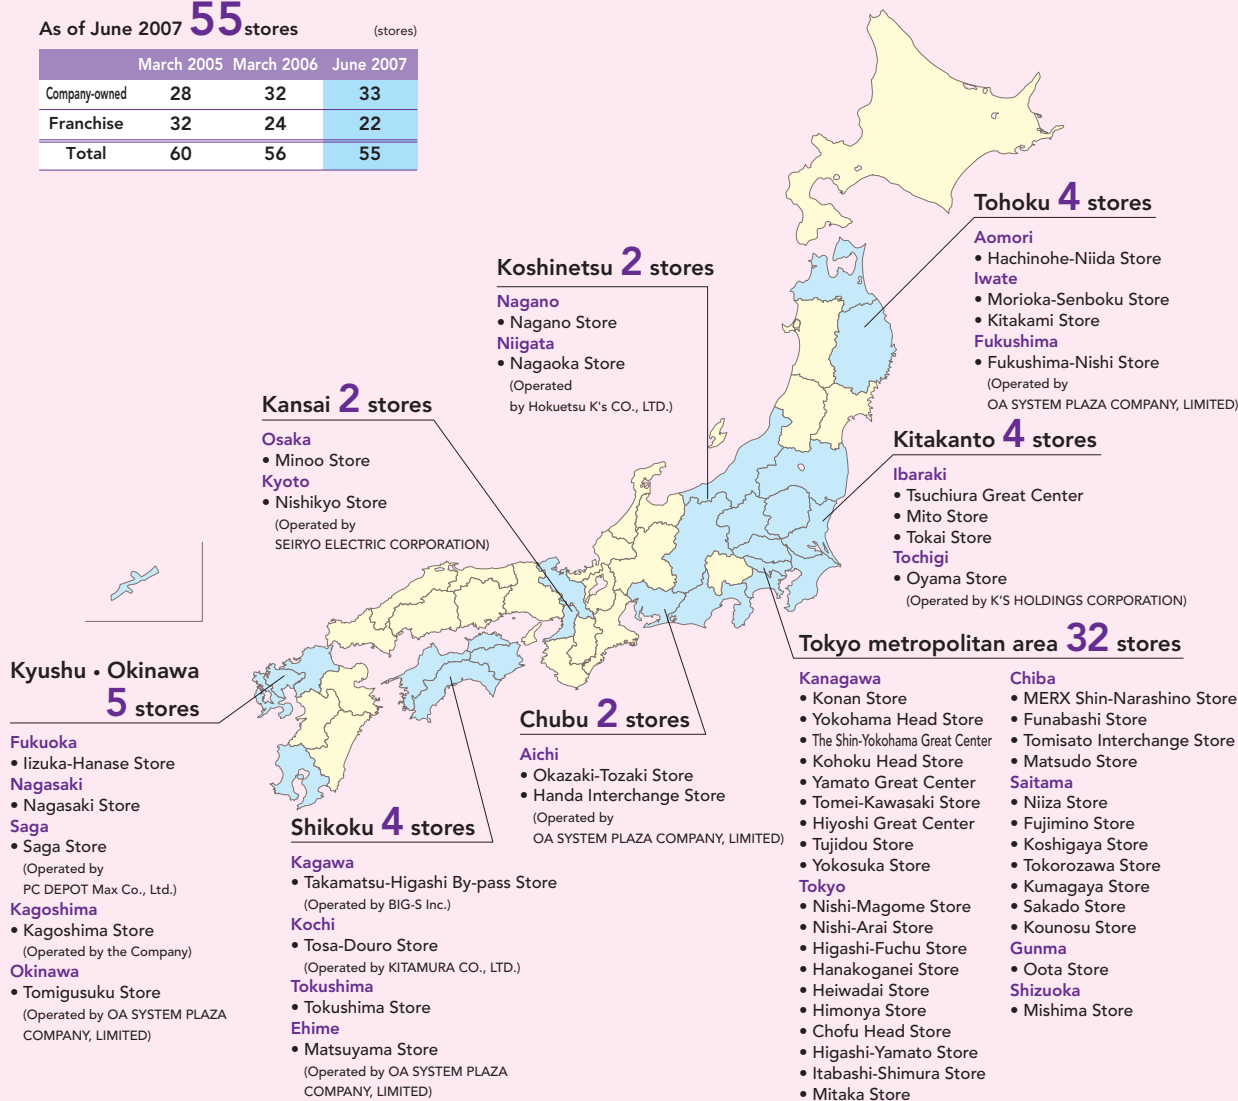 As of June 2007 55 stores
(stores)
March 2005 March 2006 June 2007
Company-owned 28 32 33
Franchise 32 24 22
Total 60 56 55
Tohoku 4 stores
Aomori
• Hachinohe-Niida Store
Iwate
• Morioka-Senboku Store
• Kitakami Store
Fukushima
• Fukushima-Nishi Store
(Operated by
OA SYSTEM PLAZA COMPANY, LIMITED)
Koshinetsu 2 stores
Nagano
• Nagano Store
Niigata
• Nagaoka Store
(Operated
by Hokuetsu K's CO., LTD.)
Kansai 2 stores
Osaka
• Minoo Store
Kyoto
• Nishikyo Store
(Operated by
SEIRYO ELECTRIC CORPORATION)
Kitakanto 4 stores
Ibaraki
• Tsuchiura Great Center
• Mito Store
• Tokai Store
Tochigi
• Oyama Store
(Operated by K'S HOLDINGS CORPORATION)
Kyushu • Okinawa
5 stores
Fukuoka
• Iizuka-Hanase Store
Nagasaki
• Nagasaki Store
Saga
• Saga Store
(Operated by
PC DEPOT Max Co., Ltd.)
Kagoshima
• Kagoshima Store
(Operated by the Company)
Okinawa
• Tomigusuku Store
(Operated by OA SYSTEM PLAZA
COMPANY, LIMITED)
Shikoku 4 stores
Kagawa
• Takamatsu-Higashi By-pass Store
(Operated by BIG-S Inc.)
Kochi
• Tosa-Douro Store
(Operated by KITAMURA CO., LTD.)
Tokushima
• Tokushima Store
Ehime
• Matsuyama Store
(Operated by OA SYSTEM PLAZA
COMPANY, LIMITED)
Chubu 2 stores
Aichi
• Okazaki-Tozaki Store
• Handa Interchange Store
(Operated by
OA SYSTEM PLAZA COMPANY, LIMITED)
Tokyo metropolitan area 32 stores
Kanagawa
• Konan Store
• Yokohama Head Store
• The Shin-Yokohama Great Center
• Kohoku Head Store
• Yamato Great Center
• Tomei-Kawasaki Store
• Hiyoshi Great Center
• Tujidou Store
• Yokosuka Store
Tokyo
• Nishi-Magome Store
• Nishi-Arai Store
• Higashi-Fuchu Store
• Hanakoganei Store
• Heiwadai Store
• Himonya Store
• Chofu Head Store
• Higashi-Yamato Store
• Itabashi-Shimura Store
• Mitaka Store
Chiba
• MERX Shin-Narashino Store
• Funabashi Store
• Tomisato Interchange Store
• Matsudo Store
Saitama
• Niiza Store
• Fujimino Store
• Koshigaya Store
• Tokorozawa Store
• Kumagaya Store
• Sakado Store
• Kounosu Store
Gunma
• Oota Store
Shizuoka
• Mishima Store